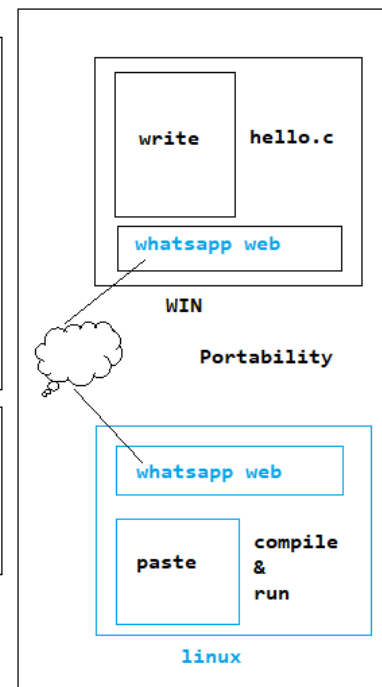 write
hello.c
whatsapp web
WIN
Portability
whatsapp web
paste
compile
&
run
linux